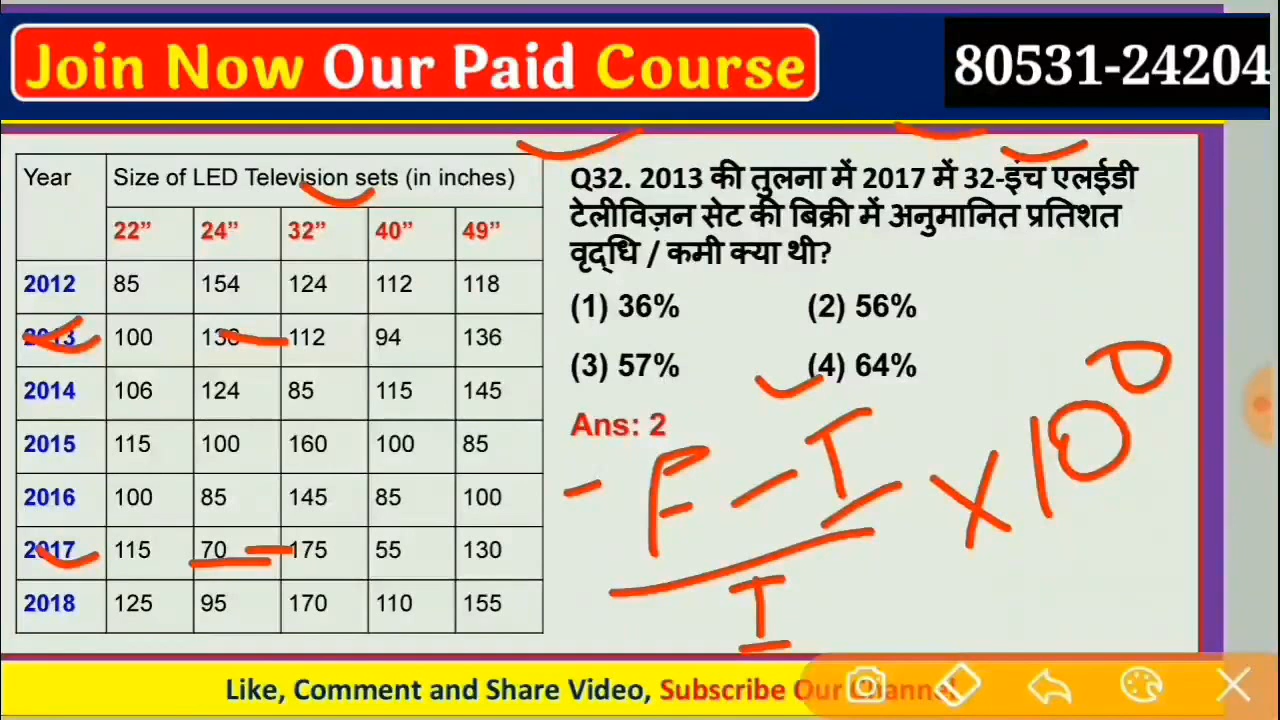 Join Now Our Paid Course
80531-24204
Year Size of LED Television sets (in inches)
22” 24” 32” 40” 49”
2012 85 154 124 112 118
2013 100 136 112 94 136
2014 106 124 85 115 145
2015 115 100 160 100 85
2016 100 85 145 85 100
2017 115 70 175 55 130
2018 125 95 170 110 155
Q32. 2013 की तुलना में 2017 में 32-इंच एलईडी
टेलीविज़न सेट की बिक्री में अनुमानित प्रतिशत
वृद्धि / कमी क्या थी?
(1) 36% (2) 56%
(3) 57% (4) 64%
Ans: 2
F - I × 100
I
Like, Comment and Share Video, Subscribe Our Channel